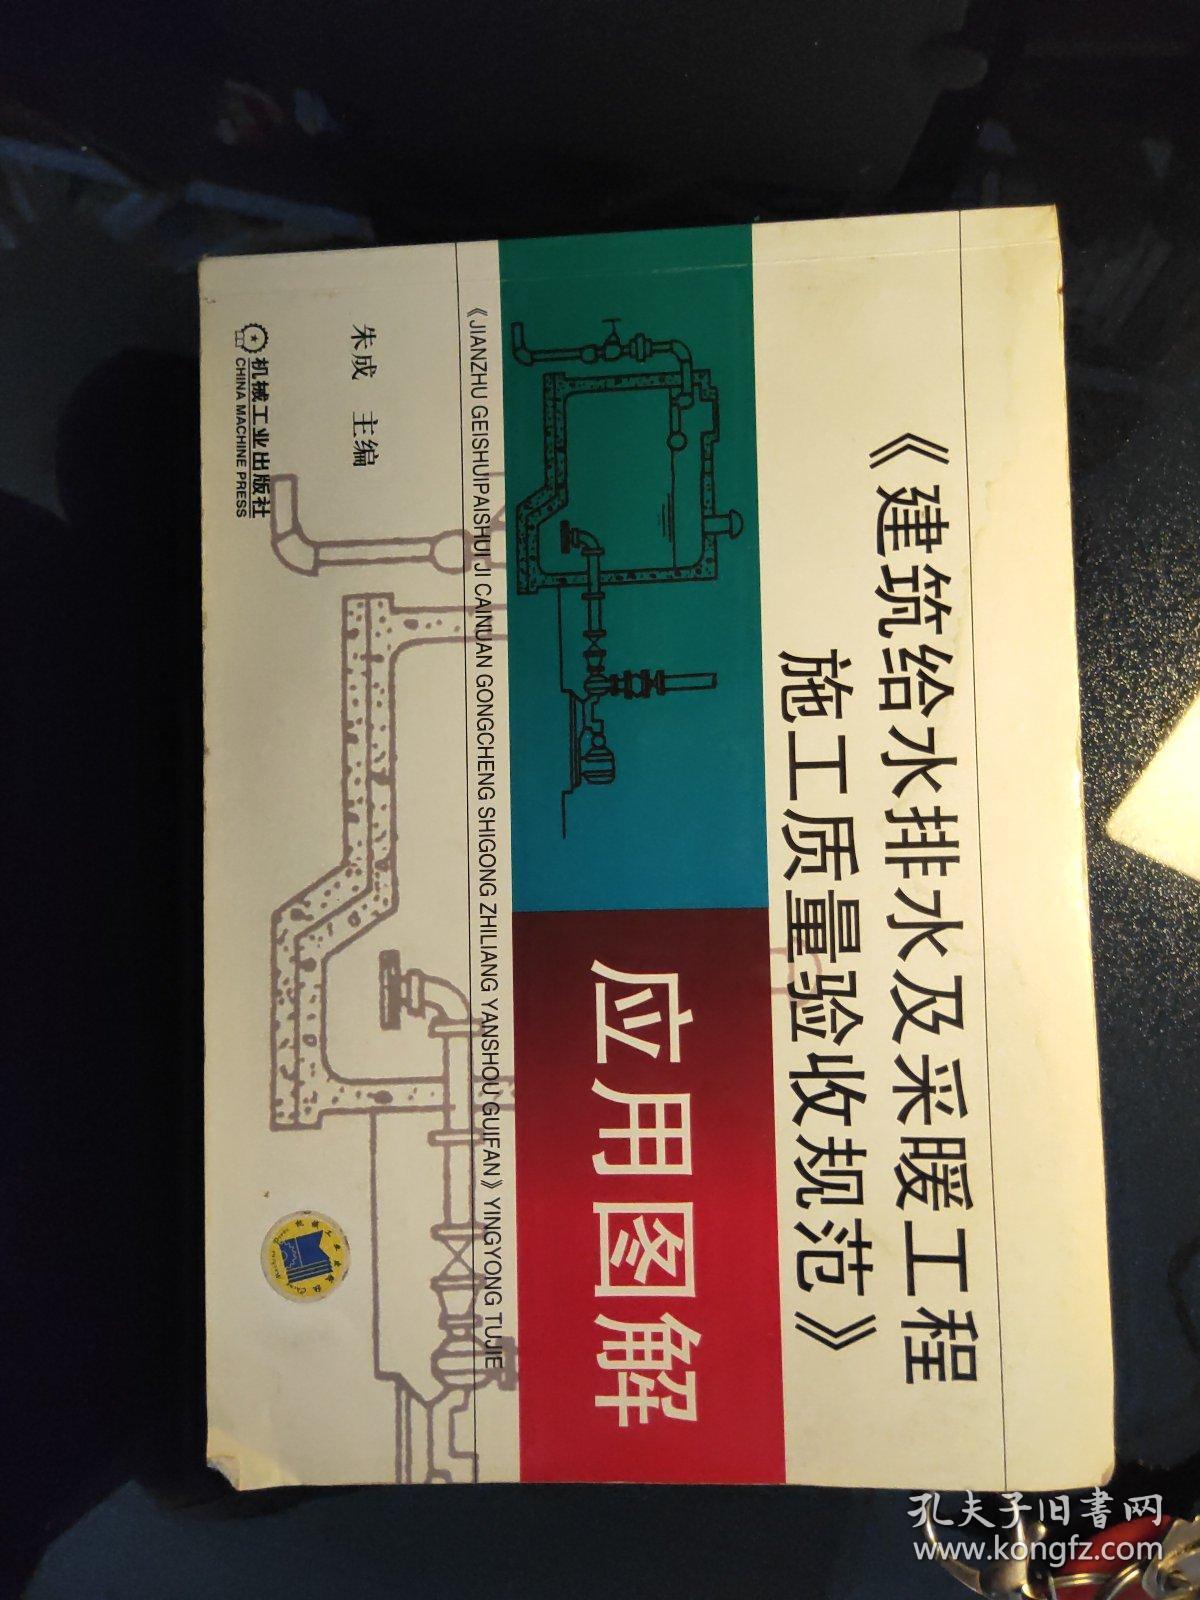 《建筑给水排水及采暖工程
施工质量验收规范》
应用图解
《JIANZHU GEISHUIPAISHUI JI CAINUAN GONGCHENG SHIGONG ZHILIANG YANSHOU GUIFAN》YINGYONG TUJIE
朱成 主编
机械工业出版社
CHINA MACHINE PRESS
孔夫子旧书网
www.kongfz.com